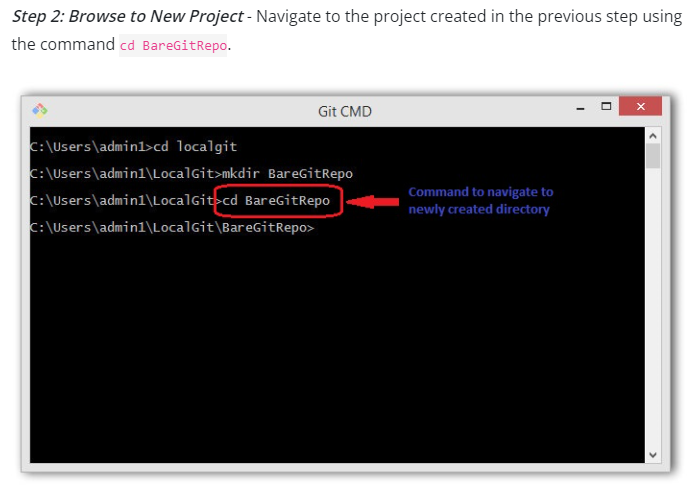 Step 2: Browse to New Project - Navigate to the project created in the previous step using
the command cd BareGitRepo.
Git CMD
C:\Users\admin1>cd localgit
C:\Users\admin1\LocalGit>mkdir BareGitRepo
C:\Users\admin1\LocalGit>cd BareGitRepo
Command to navigate to
newly created directory
C:\Users\admin1\LocalGit\BareGitRepo>